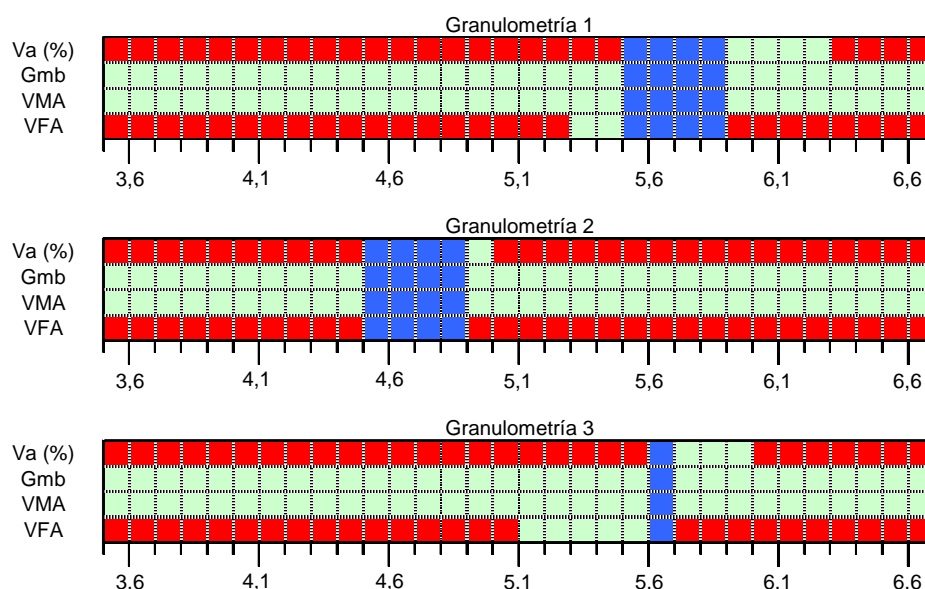 Granulometría 1
Va (%)
Gmb
VMA
VFA
3,6 4,1 4,6 5,1 5,6 6,1 6,6
Granulometría 2
Va (%)
Gmb
VMA
VFA
3,6 4,1 4,6 5,1 5,6 6,1 6,6
Granulometría 3
Va (%)
Gmb
VMA
VFA
3,6 4,1 4,6 5,1 5,6 6,1 6,6